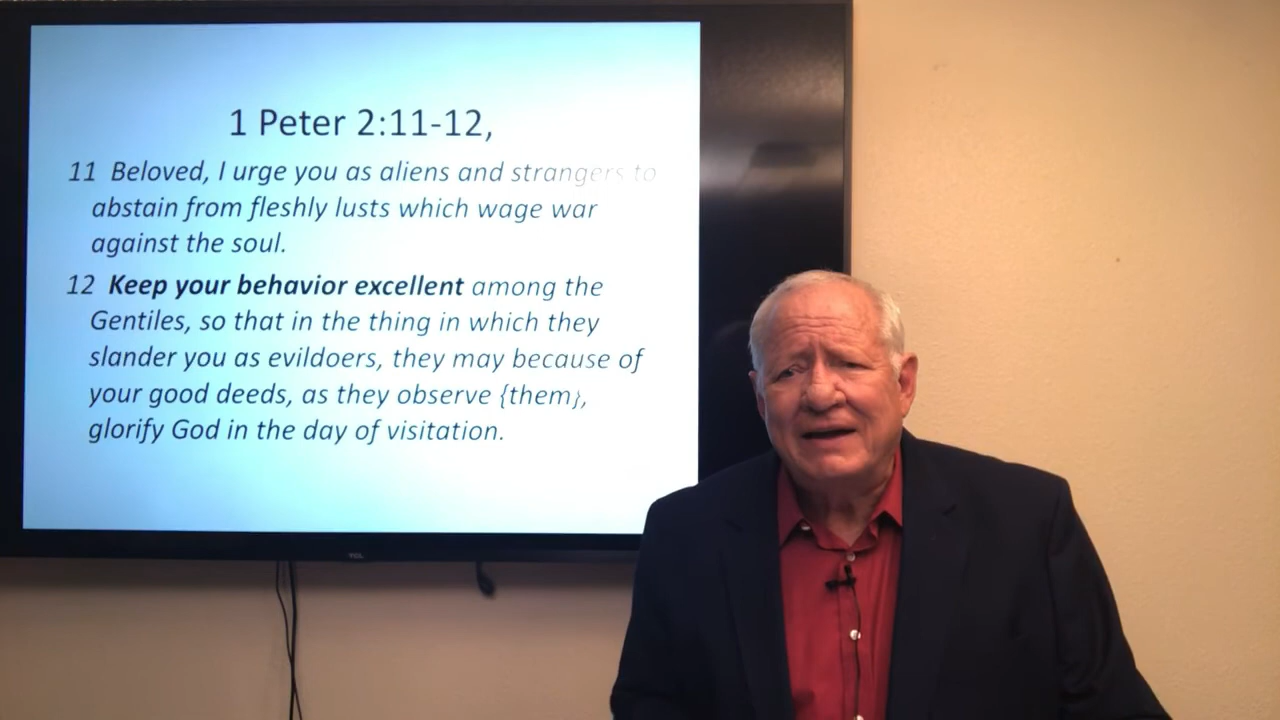 1 Peter 2:11-12,
11 Beloved, I urge you as aliens and strangers to
abstain from fleshly lusts which wage war
against the soul.
12 Keep your behavior excellent among the
Gentiles, so that in the thing in which they
slander you as evildoers, they may because of
your good deeds, as they observe {them},
glorify God in the day of visitation.
TCL